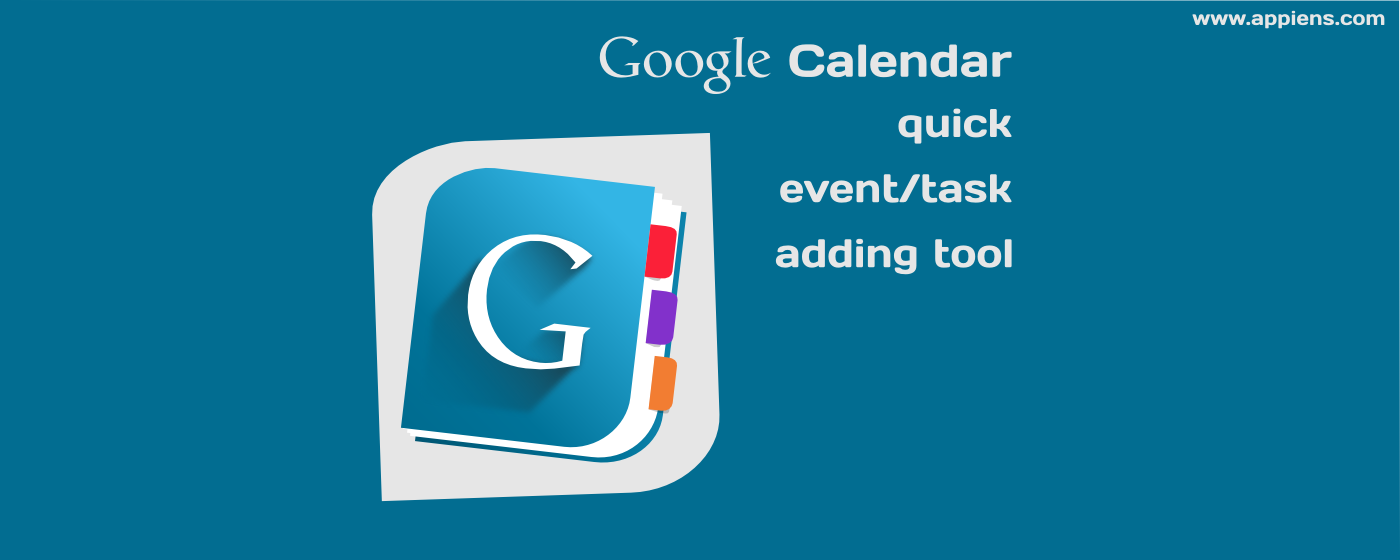 www.appiens.com
Google Calendar
quick
event/task
adding tool
G